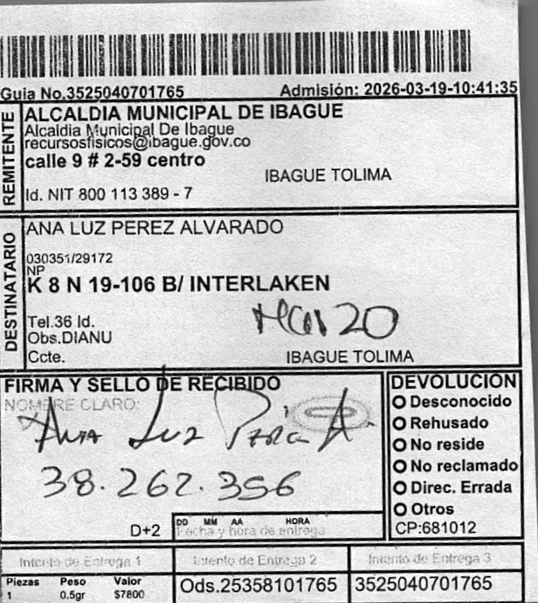 Guia No.3525040701765 Admisión: 2026-03-19-10:41:35
REMITENTE
ALCALDIA MUNICIPAL DE IBAGUE
Alcaldia Municipal De Ibague
recursosfisicos@ibague.gov.co
calle 9 # 2-59 centro
IBAGUE TOLIMA
Id. NIT 800 113 389 - 7
DESTINATARIO
ANA LUZ PEREZ ALVARADO
030351/29172
NP
K 8 N 19-106 B/ INTERLAKEN
Tel.36 Id.
Obs.DIANU
Ccte.
IBAGUE TOLIMA
FIRMA Y SELLO DE RECIBIDO
NOMBRE CLARO:
Ana Luz Perez A.
38.262.356
D+2
DD MM AA HORA
Fecha y hora de entrega
DEVOLUCION
Desconocido
Rehusado
No reside
No reclamado
Direc. Errada
Otros
CP:681012
Intento de Entrega 1 Intento de Entrega 2 Intento de Entrega 3
Piezas Peso Valor
1 0.5gr $7800
Ods.25358101765 3525040701765